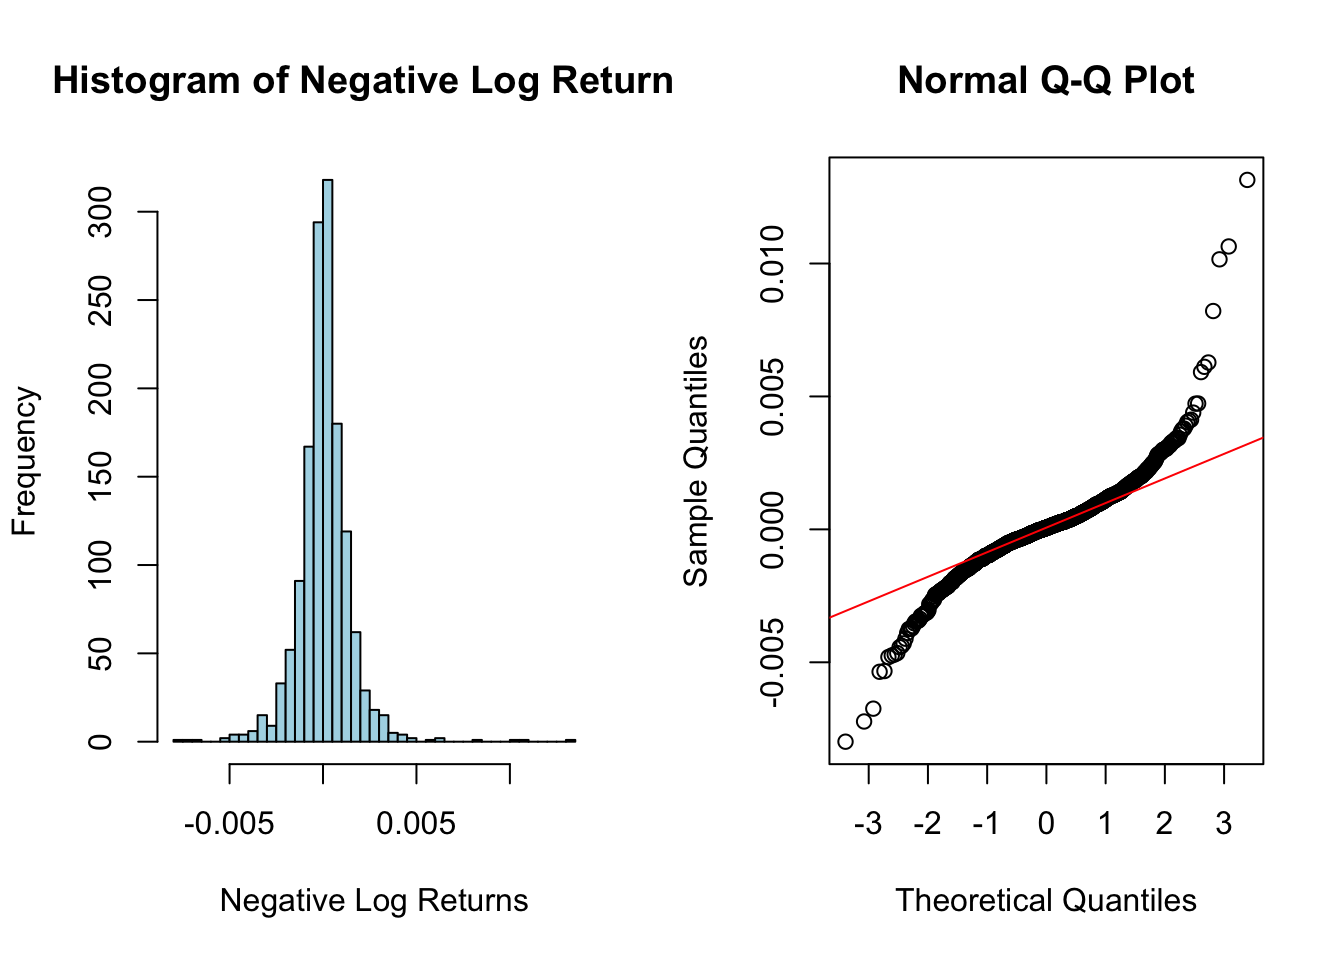 Histogram of Negative Log Return
Frequency
300
250
200
150
100
50
0
-0.005
0.005
Negative Log Returns
Normal Q-Q Plot
Sample Quantiles
0.010
0.005
0.000
-0.005
-3 -2 -1 0 1 2 3
Theoretical Quantiles